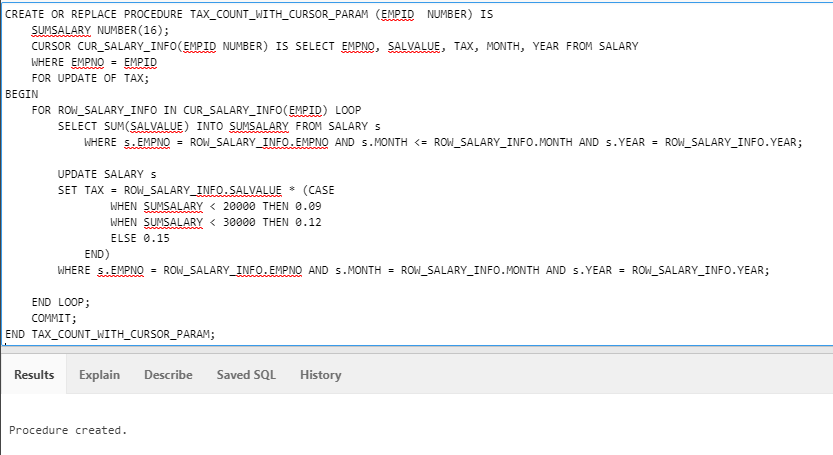 CREATE OR REPLACE PROCEDURE TAX_COUNT_WITH_CURSOR_PARAM (EMPID  NUMBER) IS
    SUMSALARY NUMBER(16);
    CURSOR CUR_SALARY_INFO(EMPID NUMBER) IS SELECT EMPNO, SALVALUE, TAX, MONTH, YEAR FROM SALARY
    WHERE EMPNO = EMPID
    FOR UPDATE OF TAX;
BEGIN
    FOR ROW_SALARY_INFO IN CUR_SALARY_INFO(EMPID) LOOP
        SELECT SUM(SALVALUE) INTO SUMSALARY FROM SALARY s
            WHERE s.EMPNO = ROW_SALARY_INFO.EMPNO AND s.MONTH <= ROW_SALARY_INFO.MONTH AND s.YEAR = ROW_SALARY_INFO.YEAR;

        UPDATE SALARY s
        SET TAX = ROW_SALARY_INFO.SALVALUE * (CASE
                WHEN SUMSALARY < 20000 THEN 0.09
                WHEN SUMSALARY < 30000 THEN 0.12
                ELSE 0.15
            END)
        WHERE s.EMPNO = ROW_SALARY_INFO.EMPNO AND s.MONTH = ROW_SALARY_INFO.MONTH AND s.YEAR = ROW_SALARY_INFO.YEAR;

    END LOOP;
    COMMIT;
END TAX_COUNT_WITH_CURSOR_PARAM;
Results Explain Describe Saved SQL History
Procedure created.